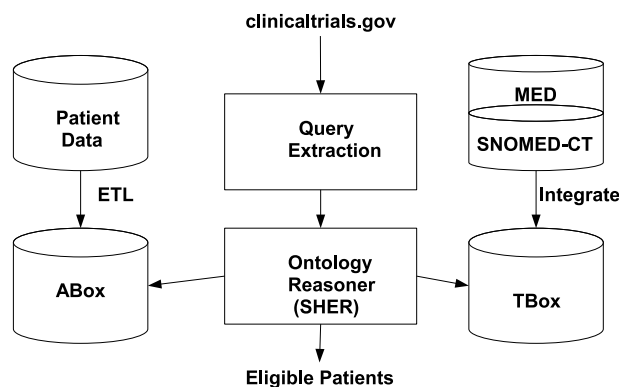 clinicaltrials.gov
Patient
Data
Query
Extraction
MED
SNOMED-CT
ETL
Integrate
ABox
Ontology
Reasoner
(SHER)
TBox
Eligible Patients